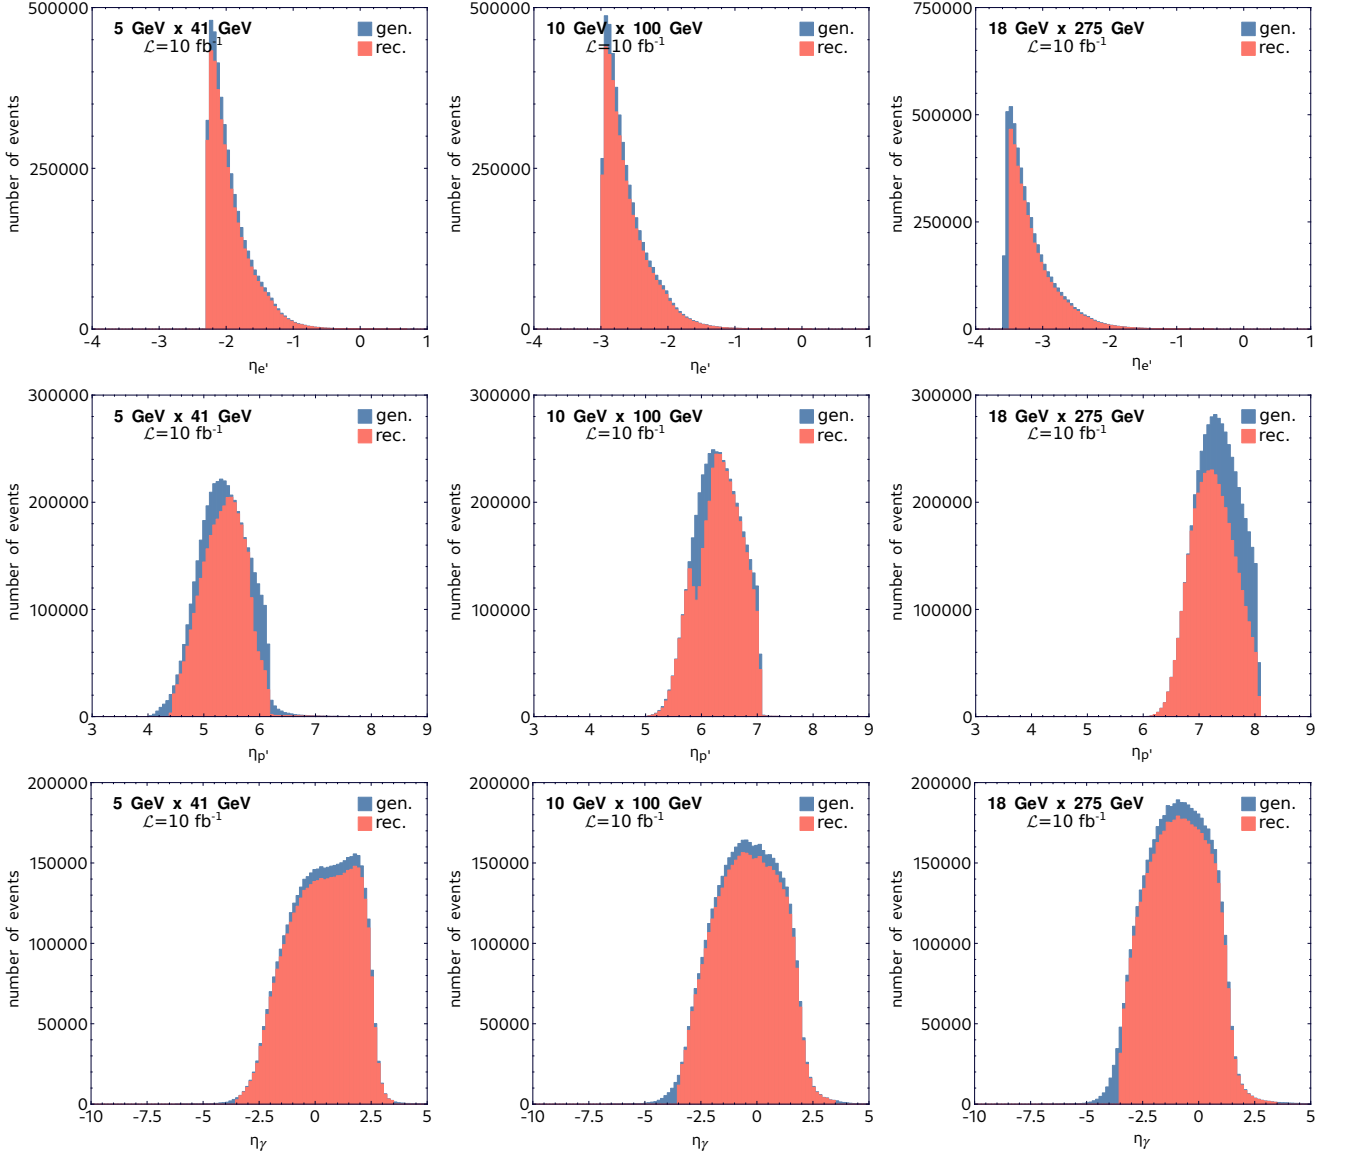 5 GeV x 41 GeV
ℒ=10 fb⁻¹
gen.
rec.
500000
250000
0
number of events
-4 -3 -2 -1 0 1
ηe'
10 GeV x 100 GeV
ℒ=10 fb⁻¹
gen.
rec.
500000
250000
0
number of events
-4 -3 -2 -1 0 1
ηe'
18 GeV x 275 GeV
ℒ=10 fb⁻¹
gen.
rec.
750000
500000
250000
0
number of events
-4 -3 -2 -1 0 1
ηe'
5 GeV x 41 GeV
ℒ=10 fb⁻¹
gen.
rec.
300000
200000
100000
0
number of events
3 4 5 6 7 8 9
ηp'
10 GeV x 100 GeV
ℒ=10 fb⁻¹
gen.
rec.
300000
200000
100000
0
number of events
3 4 5 6 7 8 9
ηp'
18 GeV x 275 GeV
ℒ=10 fb⁻¹
gen.
rec.
300000
200000
100000
0
number of events
3 4 5 6 7 8 9
ηp'
5 GeV x 41 GeV
ℒ=10 fb⁻¹
gen.
rec.
200000
150000
100000
50000
0
number of events
-10 -7.5 -5 -2.5 0 2.5 5
ηγ
10 GeV x 100 GeV
ℒ=10 fb⁻¹
gen.
rec.
200000
150000
100000
50000
0
number of events
-10 -7.5 -5 -2.5 0 2.5 5
ηγ
18 GeV x 275 GeV
ℒ=10 fb⁻¹
gen.
rec.
200000
150000
100000
50000
0
number of events
-10 -7.5 -5 -2.5 0 2.5 5
ηγ